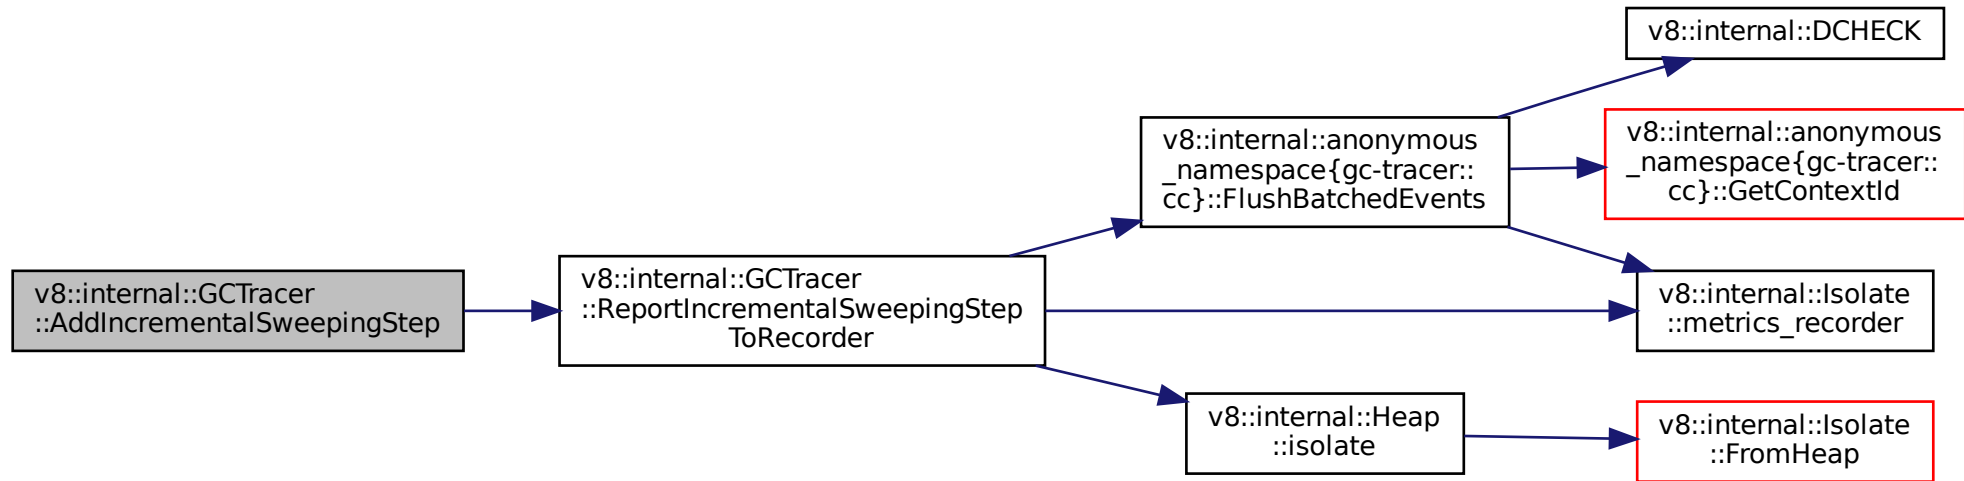 v8::internal::GCTracer
::AddIncrementalSweepingStep
v8::internal::GCTracer
::ReportIncrementalSweepingStep
ToRecorder
v8::internal::anonymous
_namespace{gc-tracer::
cc}::FlushBatchedEvents
v8::internal::DCHECK
v8::internal::anonymous
_namespace{gc-tracer::
cc}::GetContextId
v8::internal::Isolate
::metrics_recorder
v8::internal::Heap
::isolate
v8::internal::Isolate
::FromHeap